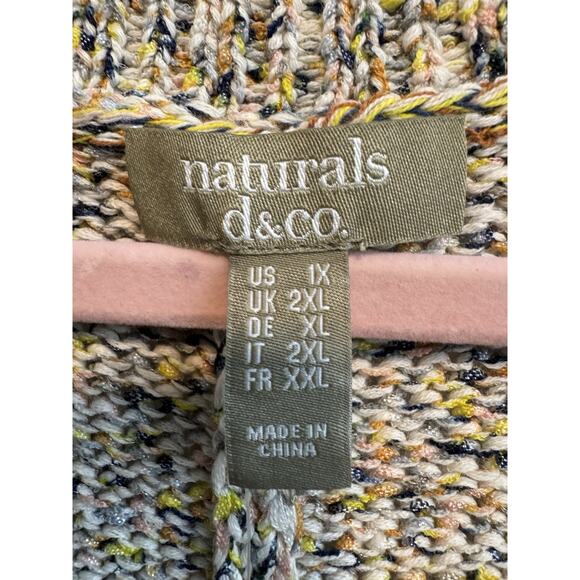 naturals
d&co.
US 1X
UK 2XL
DE XL
IT 2XL
FR XXL
MADE IN
CHINA